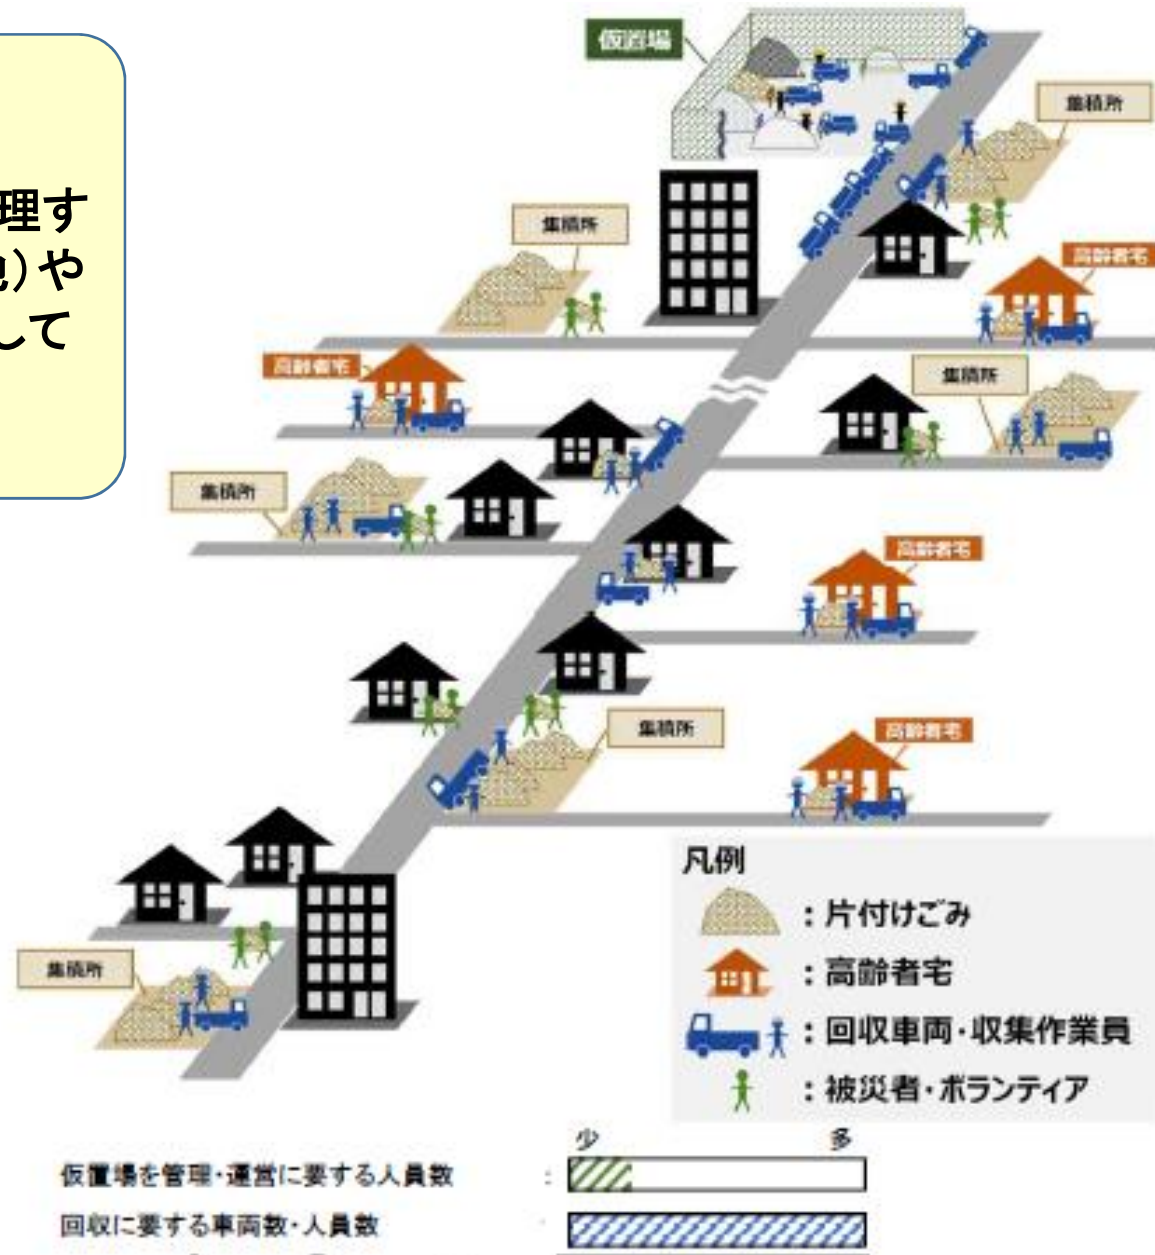 理す
他)や
して
仮置場
集積所
集積所
高齢者宅
高齢者宅
集積所
集積所
高齢者宅
集積所
高齢者宅
集積所
凡例
：片付けごみ
：高齢者宅
：回収車両・収集作業員
：被災者・ボランティア
少 多
仮置場を管理・運営に要する人員数 ：
回収に要する車両数・人員数